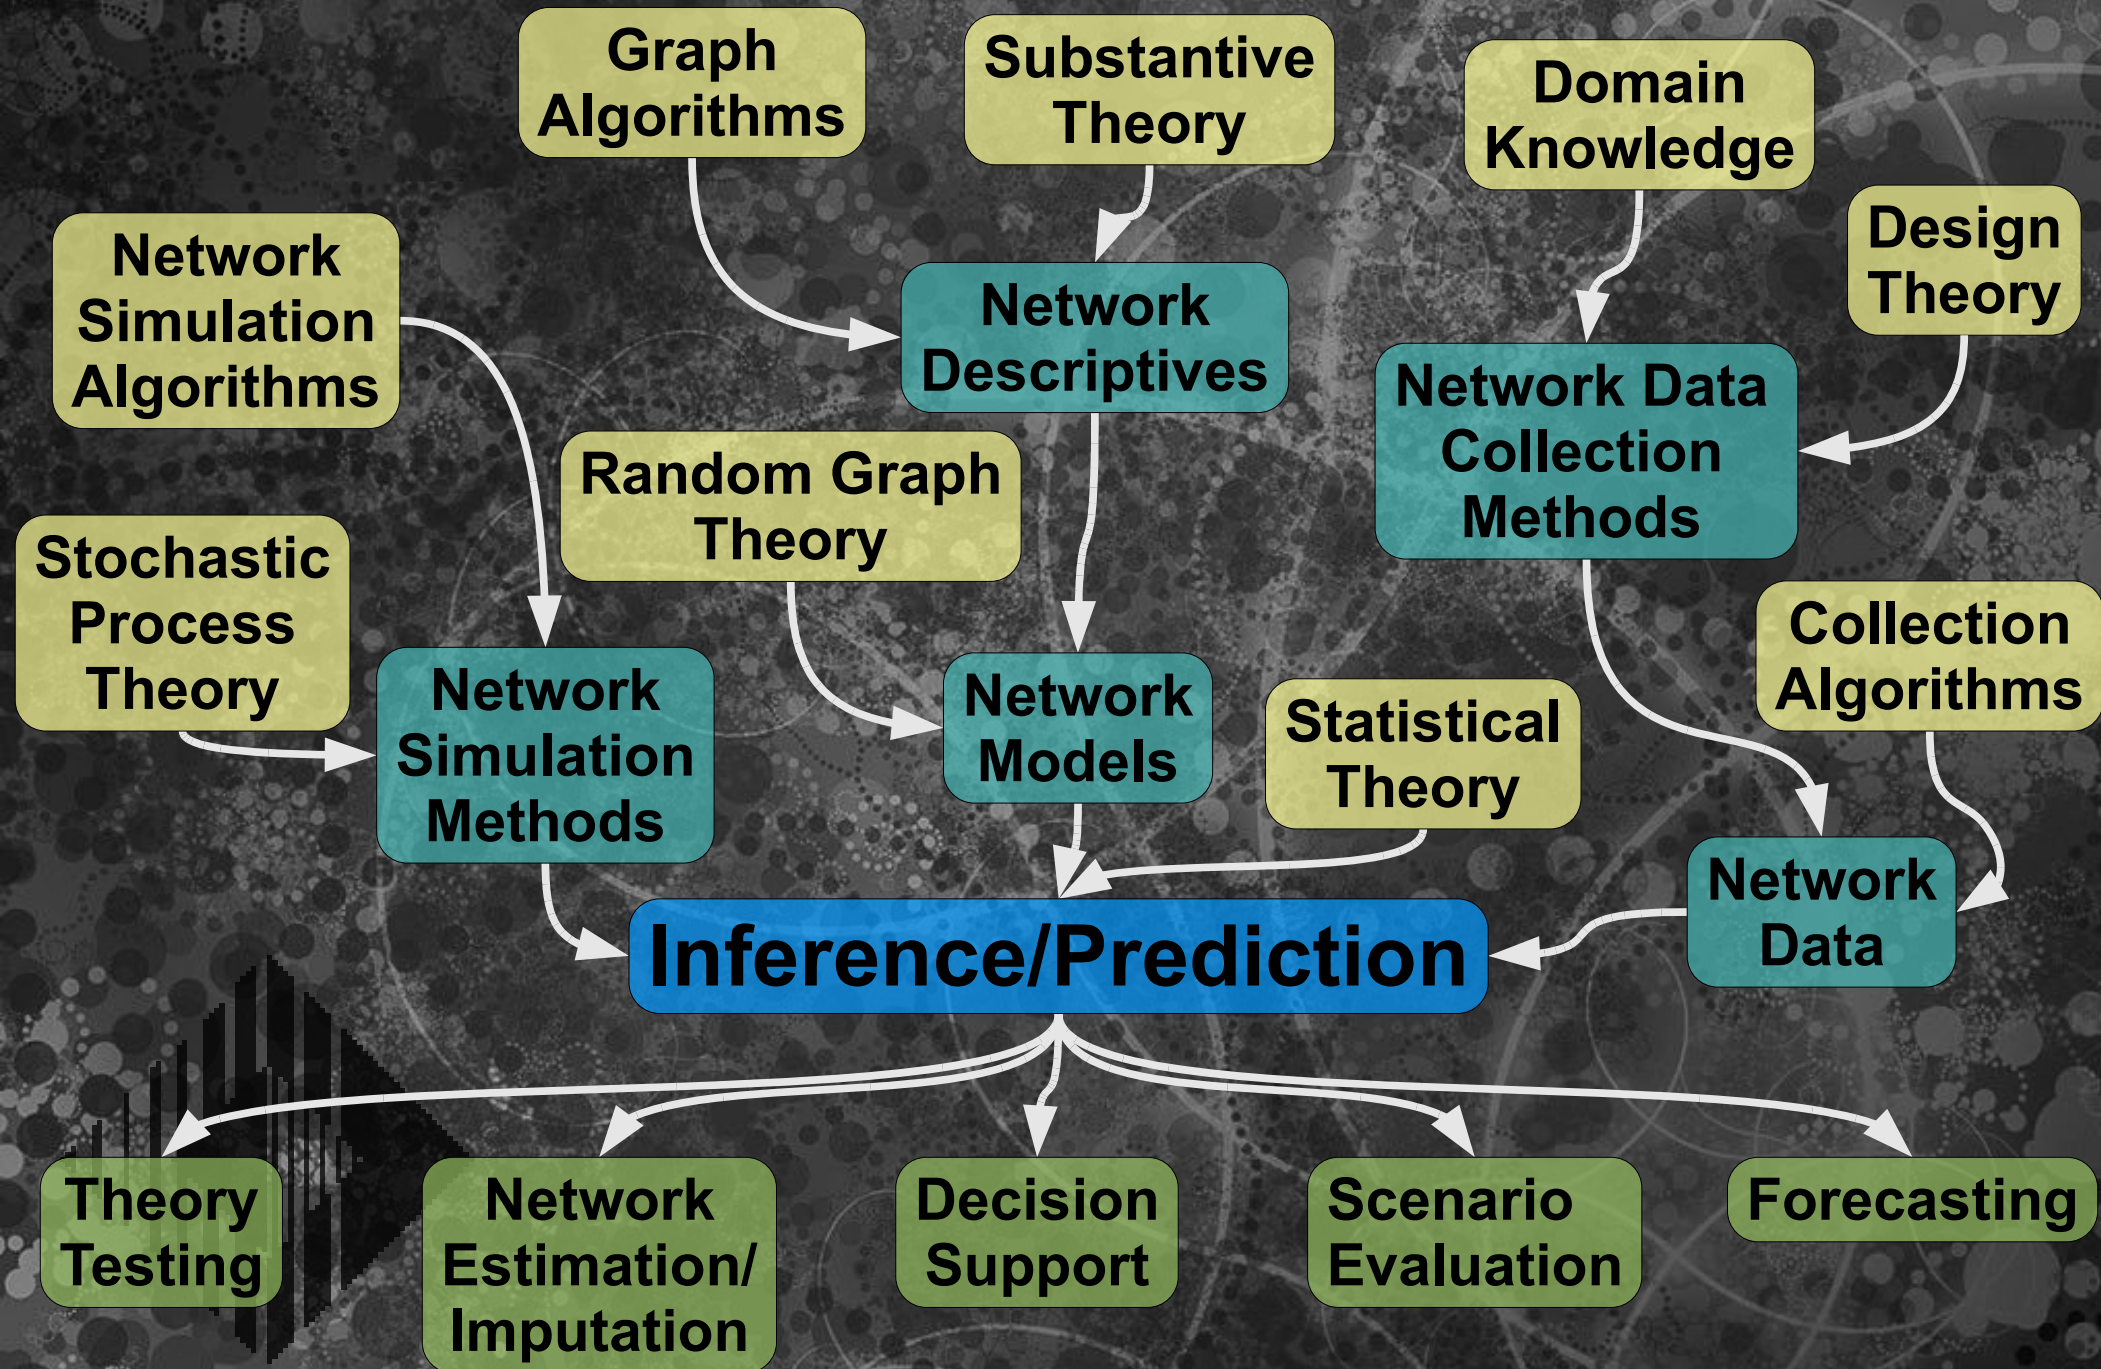 Graph
Algorithms
Substantive
Theory
Domain
Knowledge
Design
Theory
Network
Simulation
Algorithms
Network
Descriptives
Network Data
Collection
Methods
Random Graph
Theory
Stochastic
Process
Theory
Collection
Algorithms
Network
Simulation
Methods
Network
Models
Statistical
Theory
Network
Data
Inference/Prediction
Theory
Testing
Network
Estimation/
Imputation
Decision
Support
Scenario
Evaluation
Forecasting